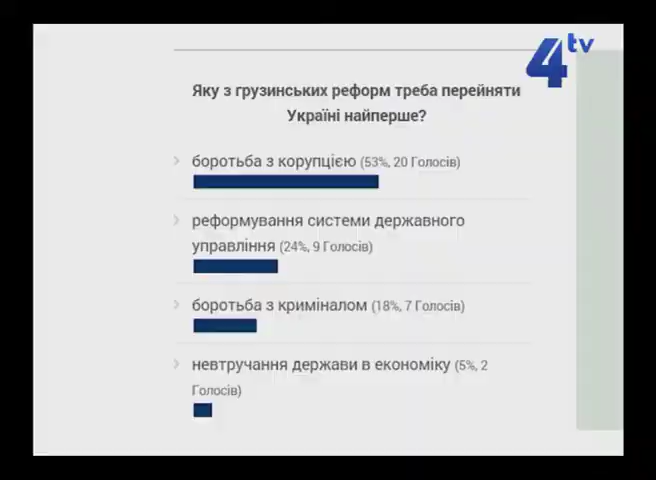 4tv
Яку з грузинських реформ треба перейняти
Україні найперше?
боротьба з корупцією (53%, 20 Голосів)
реформування системи державного
управління (24%, 9 Голосів)
боротьба з криміналом (18%, 7 Голосів)
невтручання держави в економіку (5%, 2
Голосів)